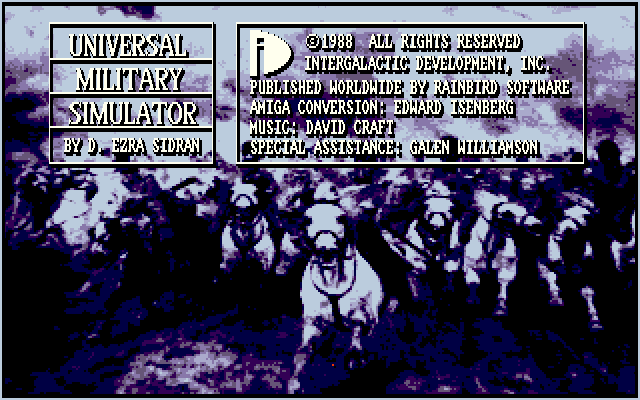 UNIVERSAL
MILITARY
SIMULATOR
BY D. EZRA SIDRAN
©1988 ALL RIGHTS RESERVED
INTERGALACTIC DEVELOPMENT, INC.
PUBLISHED WORLDWIDE BY RAINBIRD SOFTWARE
AMIGA CONVERSION: EDWARD ISENBERG
MUSIC: DAVID CRAFT
SPECIAL ASSISTANCE: GALEN WILLIAMSON